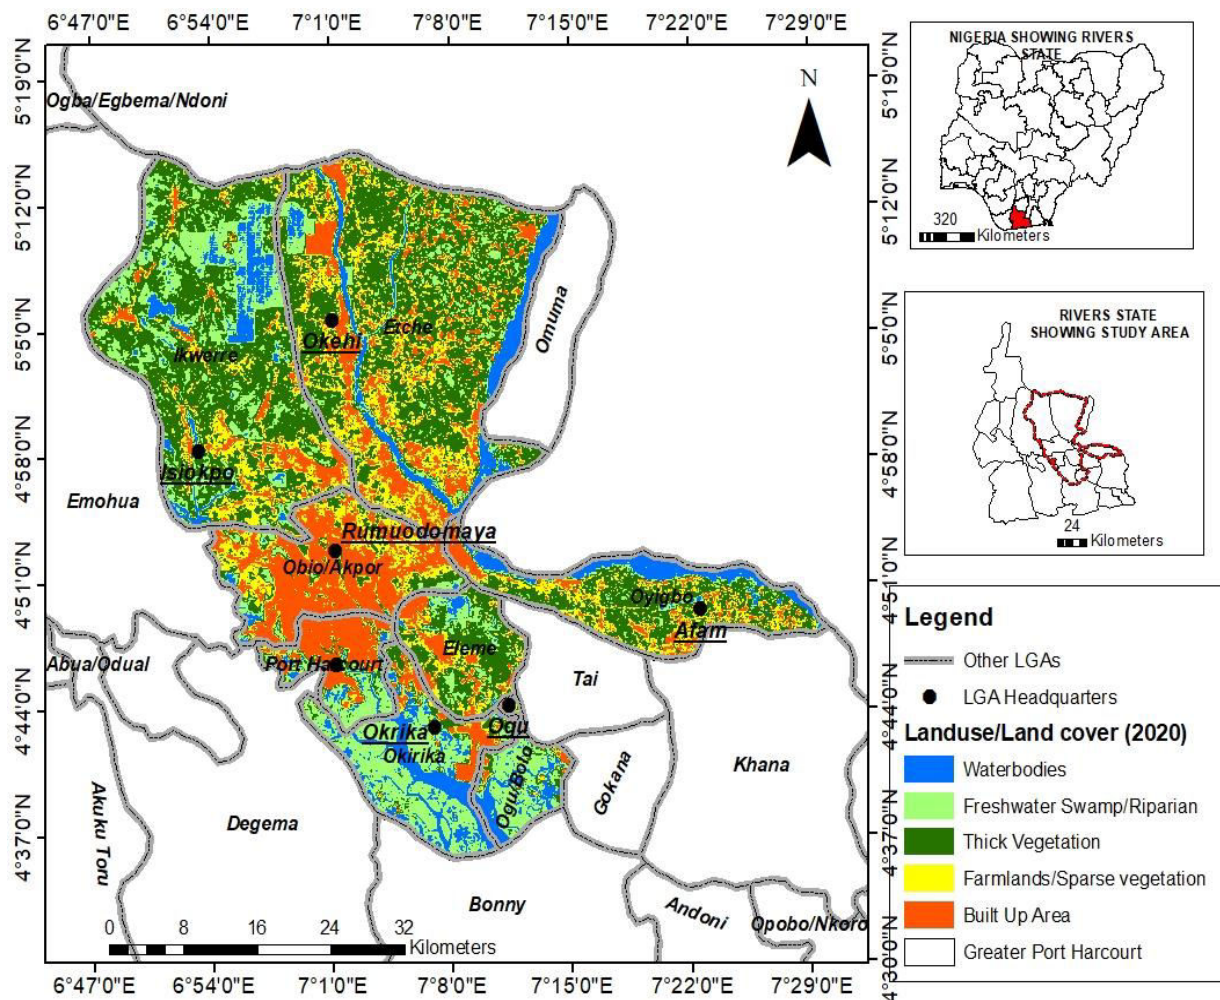 6°47'0"E 6°54'0"E 7°1'0"E 7°8'0"E 7°15'0"E 7°22'0"E 7°29'0"E
5°19'0"N
5°12'0"N
5°5'0"N
4°58'0"N
4°51'0"N
4°44'0"N
4°37'0"N
N
Ogba/Egbema/Ndoni
Omuma
Etche
Okehi
Ikwerre
Isiokpo
Emohua
Rumuodomaya
Obio/Akpor
Oyigbo
Afam
Eleme
Abua/Odual
Port Harcourt
Tai
Ogu
Okrika
Okirika
Ogu/Bolo
Gokana
Khana
Akuku Toru
Degema
Bonny
Andoni
Opobo/Nkoro
0 8 16 24 32
Kilometers
5°19'0"N
5°12'0"N
5°5'0"N
4°58'0"N
4°51'0"N
4°44'0"N
4°37'0"N
4°30'0"N
6°47'0"E 6°54'0"E 7°1'0"E 7°8'0"E 7°15'0"E 7°22'0"E 7°29'0"E
NIGERIA SHOWING RIVERS
STATE
320
Kilometers
RIVERS STATE
SHOWING STUDY AREA
24
Kilometers
Legend
Other LGAs
LGA Headquarters
Landuse/Land cover (2020)
Waterbodies
Freshwater Swamp/Riparian
Thick Vegetation
Farmlands/Sparse vegetation
Built Up Area
Greater Port Harcourt